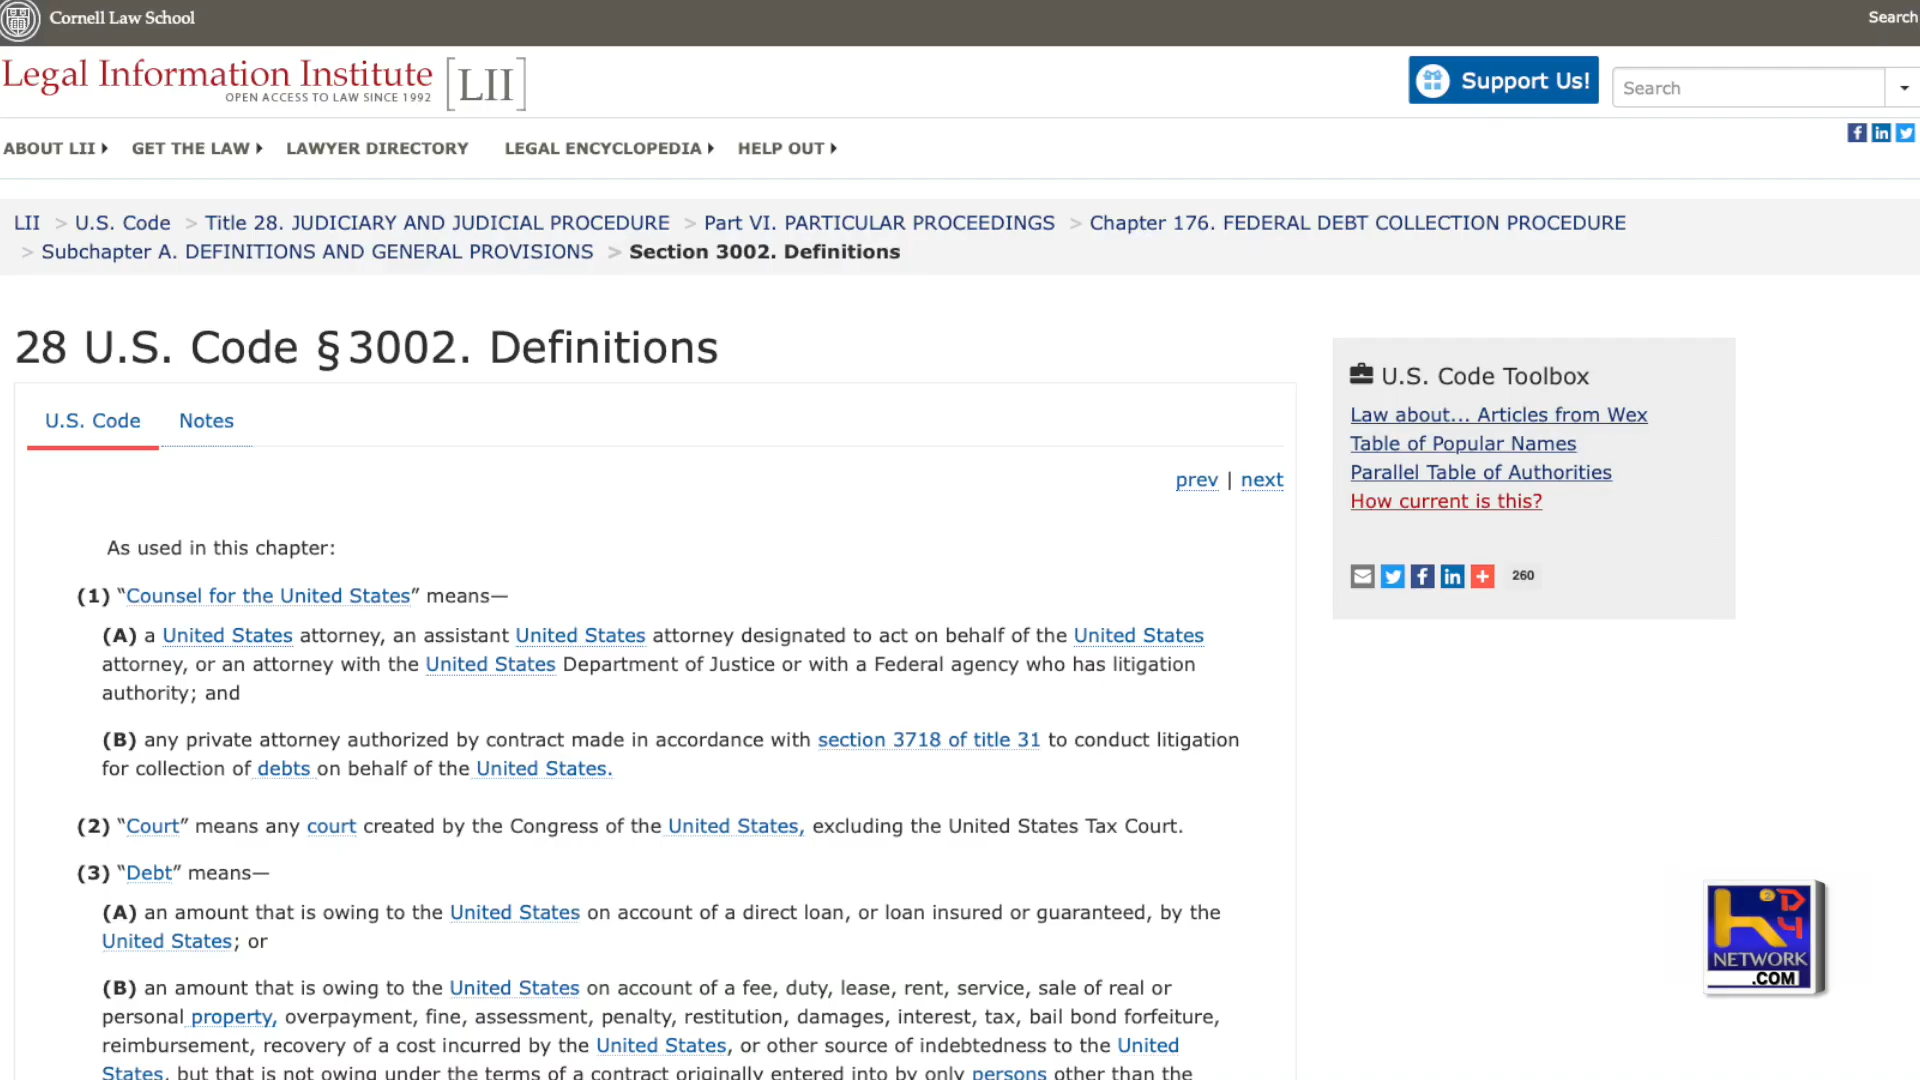 Cornell Law School
Search
Legal Information Institute [LII]
OPEN ACCESS TO LAW SINCE 1992
Support Us!
Search
ABOUT LII GET THE LAW LAWYER DIRECTORY LEGAL ENCYCLOPEDIA HELP OUT
LII > U.S. Code > Title 28. JUDICIARY AND JUDICIAL PROCEDURE > Part VI. PARTICULAR PROCEEDINGS > Chapter 176. FEDERAL DEBT COLLECTION PROCEDURE
> Subchapter A. DEFINITIONS AND GENERAL PROVISIONS > Section 3002. Definitions
28 U.S. Code § 3002. Definitions
U.S. Code Notes
prev | next
As used in this chapter:
(1) “Counsel for the United States” means—
(A) a United States attorney, an assistant United States attorney designated to act on behalf of the United States
attorney, or an attorney with the United States Department of Justice or with a Federal agency who has litigation
authority; and
(B) any private attorney authorized by contract made in accordance with section 3718 of title 31 to conduct litigation
for collection of debts on behalf of the United States.
(2) “Court” means any court created by the Congress of the United States, excluding the United States Tax Court.
(3) “Debt” means—
(A) an amount that is owing to the United States on account of a direct loan, or loan insured or guaranteed, by the
United States; or
(B) an amount that is owing to the United States on account of a fee, duty, lease, rent, service, sale of real or
personal property, overpayment, fine, assessment, penalty, restitution, damages, interest, tax, bail bond forfeiture,
reimbursement, recovery of a cost incurred by the United States, or other source of indebtedness to the United
States, but that is not owing under the terms of a contract originally entered into by only persons other than the
U.S. Code Toolbox
Law about... Articles from Wex
Table of Popular Names
Parallel Table of Authorities
How current is this?
260
K2D4
NETWORK
.COM